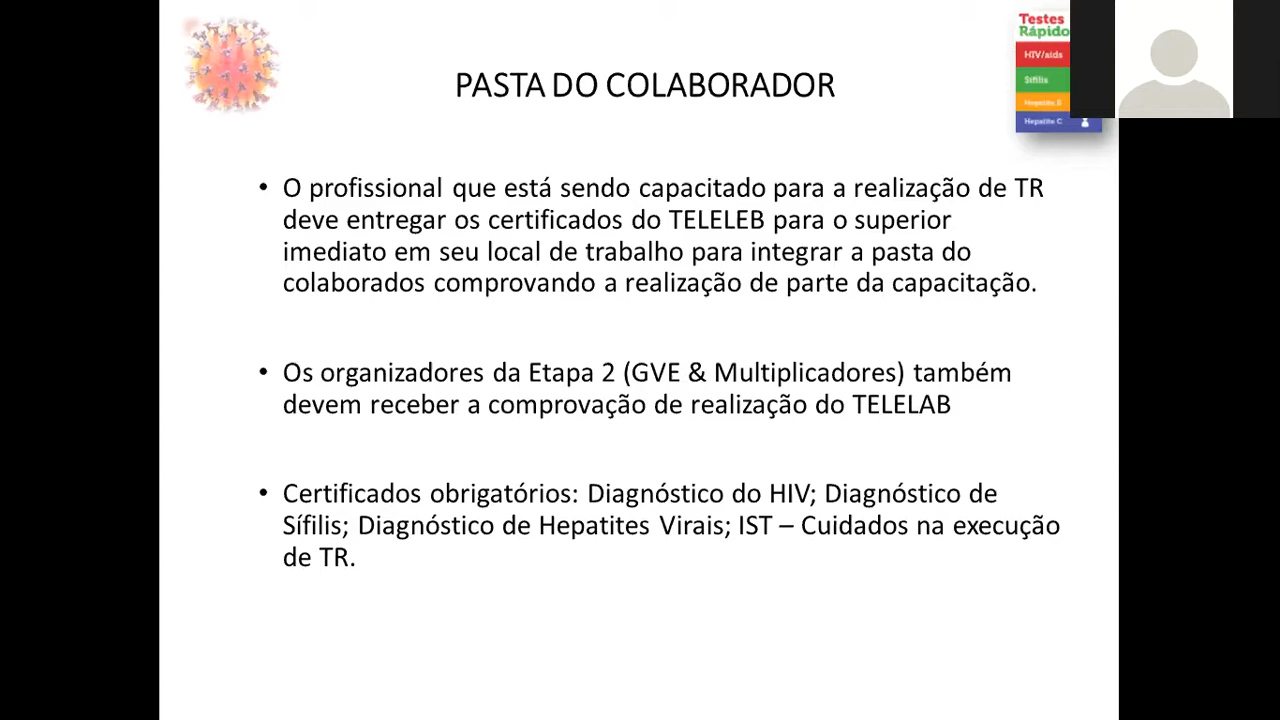 Testes
Rápido
HIV/aids
Sífilis
Hepatite B
Hepatite C
PASTA DO COLABORADOR
• O profissional que está sendo capacitado para a realização de TR
deve entregar os certificados do TELELEB para o superior
imediato em seu local de trabalho para integrar a pasta do
colaborados comprovando a realização de parte da capacitação.
• Os organizadores da Etapa 2 (GVE & Multiplicadores) também
devem receber a comprovação de realização do TELELAB
• Certificados obrigatórios: Diagnóstico do HIV; Diagnóstico de
Sífilis; Diagnóstico de Hepatites Virais; IST – Cuidados na execução
de TR.